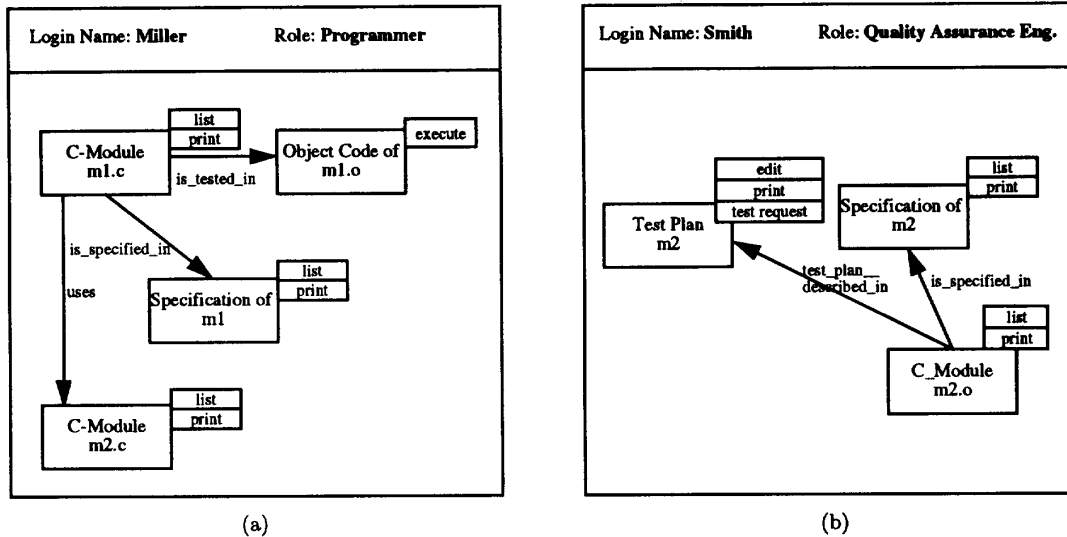 Login Name: Miller Role: Programmer
list
print
C-Module
m1.c
execute
Object Code of
m1.o
is_tested_in
is_specified_in
uses
list
print
Specification of
m1
list
print
C-Module
m2.c
(a)
Login Name: Smith Role: Quality Assurance Eng.
edit
print
test request
Test Plan
m2
list
print
Specification of
m2
test_plan__
described_in
is_specified_in
list
print
C_Module
m2.o
(b)